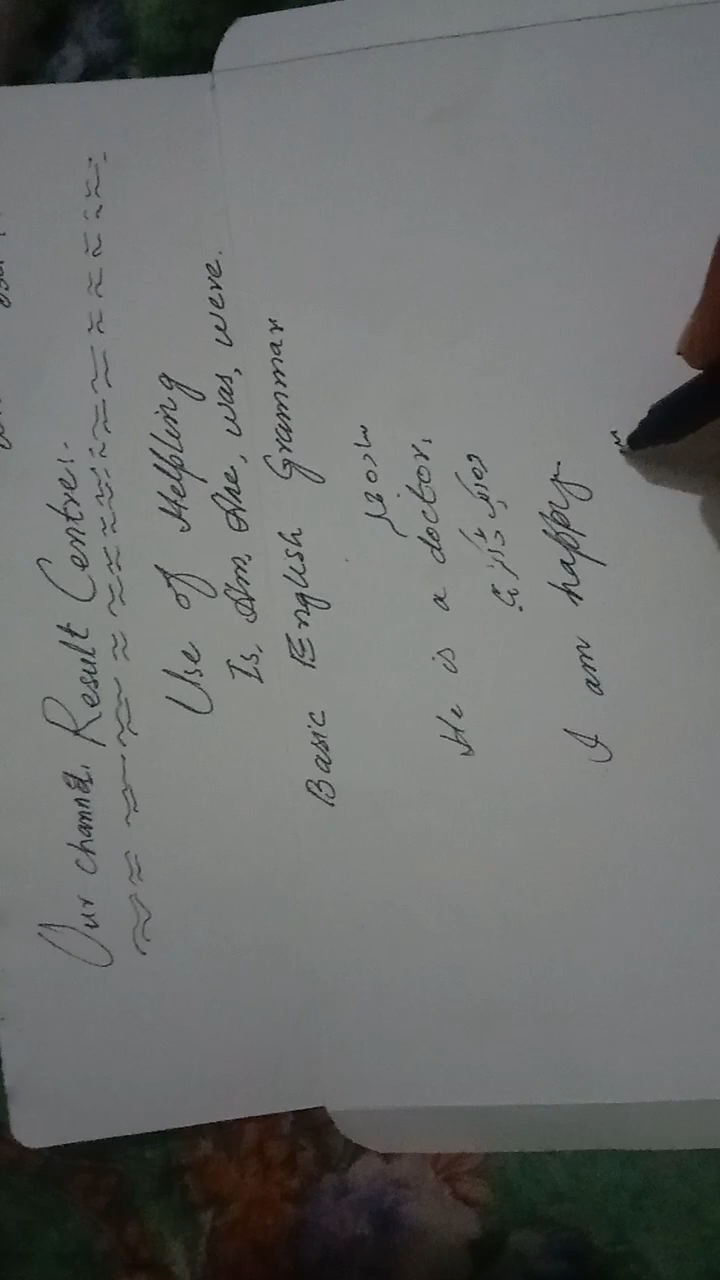 Our channel. Result Centre:.
Use of Helpling
Is, Am, Are, was, were.
Basic English Grammar
He is a doctor.
I am happy